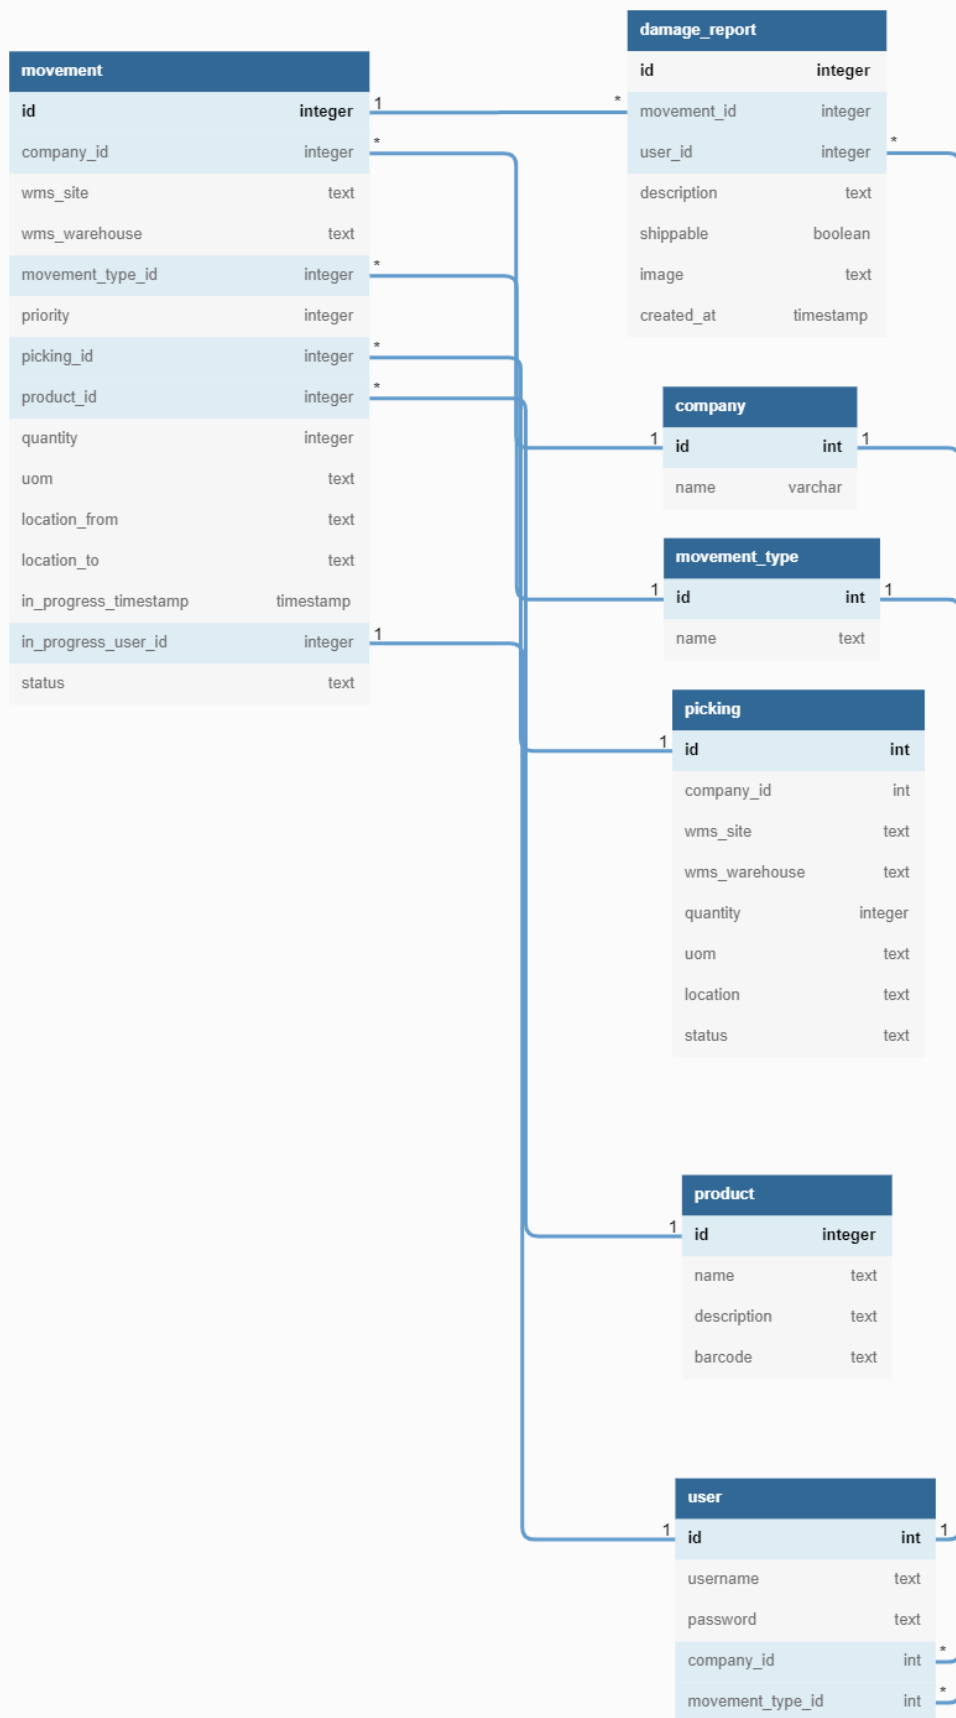 movement
id integer 1
company_id integer *
wms_site text
wms_warehouse text
movement_type_id integer *
priority integer
picking_id integer *
product_id integer *
quantity integer
uom text
location_from text
location_to text
in_progress_timestamp timestamp
in_progress_user_id integer 1
status text
damage_report
id integer
* movement_id integer
user_id integer *
description text
shippable boolean
image text
created_at timestamp
company
1 id int 1
name varchar
movement_type
1 id int 1
name text
picking
1 id int
company_id int
wms_site text
wms_warehouse text
quantity integer
uom text
location text
status text
product
1 id integer
name text
description text
barcode text
user
1 id int 1
username text
password text
company_id int *
movement_type_id int *